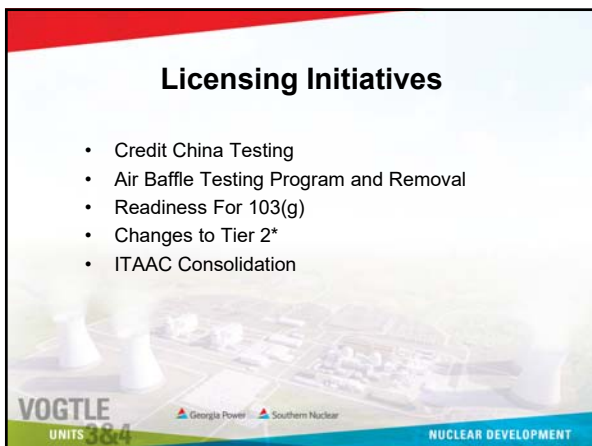 Licensing Initiatives
• Credit China Testing
• Air Baffle Testing Program and Removal
• Readiness For 103(g)
• Changes to Tier 2*
• ITAAC Consolidation
VOGTLE
UNITS 3&4
Georgia Power Southern Nuclear
NUCLEAR DEVELOPMENT